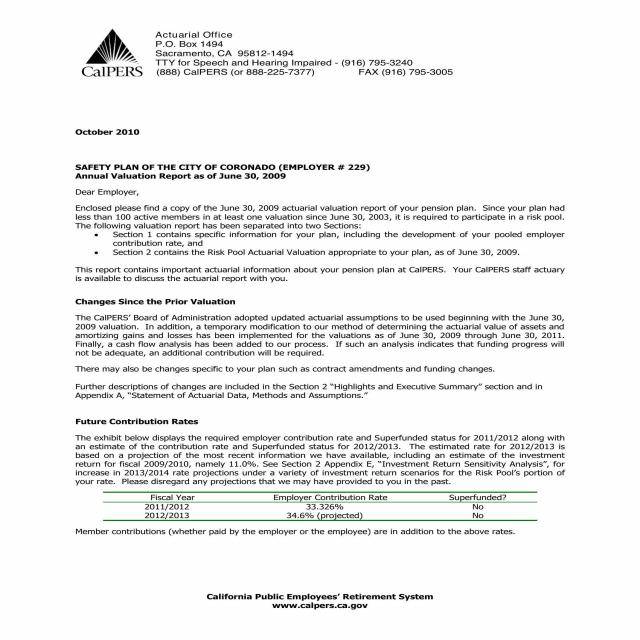 CalPERS
Actuarial Office
P.O. Box 1494
Sacramento, CA  95812-1494
TTY for Speech and Hearing Impaired - (916) 795-3240
(888) CalPERS (or 888-225-7377)          FAX (916) 795-3005
October 2010
SAFETY PLAN OF THE CITY OF CORONADO (EMPLOYER # 229)
Annual Valuation Report as of June 30, 2009
Dear Employer,
Enclosed please find a copy of the June 30, 2009 actuarial valuation report of your pension plan.  Since your plan had
less than 100 active members in at least one valuation since June 30, 2003, it is required to participate in a risk pool.
The following valuation report has been separated into two Sections:
• Section 1 contains specific information for your plan, including the development of your pooled employer
contribution rate, and
• Section 2 contains the Risk Pool Actuarial Valuation appropriate to your plan, as of June 30, 2009.
This report contains important actuarial information about your pension plan at CalPERS.  Your CalPERS staff actuary
is available to discuss the actuarial report with you.
Changes Since the Prior Valuation
The CalPERS' Board of Administration adopted updated actuarial assumptions to be used beginning with the June 30,
2009 valuation.  In addition, a temporary modification to our method of determining the actuarial value of assets and
amortizing gains and losses has been implemented for the valuations as of June 30, 2009 through June 30, 2011.
Finally, a cash flow analysis has been added to our process.  If such an analysis indicates that funding progress will
not be adequate, an additional contribution will be required.
There may also be changes specific to your plan such as contract amendments and funding changes.
Further descriptions of changes are included in the Section 2 "Highlights and Executive Summary" section and in
Appendix A, "Statement of Actuarial Data, Methods and Assumptions."
Future Contribution Rates
The exhibit below displays the required employer contribution rate and Superfunded status for 2011/2012 along with
an estimate of the contribution rate and Superfunded status for 2012/2013.  The estimated rate for 2012/2013 is
based on a projection of the most recent information we have available, including an estimate of the investment
return for fiscal 2009/2010, namely 11.0%. See Section 2 Appendix E, "Investment Return Sensitivity Analysis", for
increase in 2013/2014 rate projections under a variety of investment return scenarios for the Risk Pool's portion of
your rate.  Please disregard any projections that we may have provided to you in the past.
Fiscal Year  Employer Contribution Rate  Superfunded?
2011/2012  33.326%  No
2012/2013  34.6% (projected)  No
Member contributions (whether paid by the employer or the employee) are in addition to the above rates.
California Public Employees' Retirement System
www.calpers.ca.gov